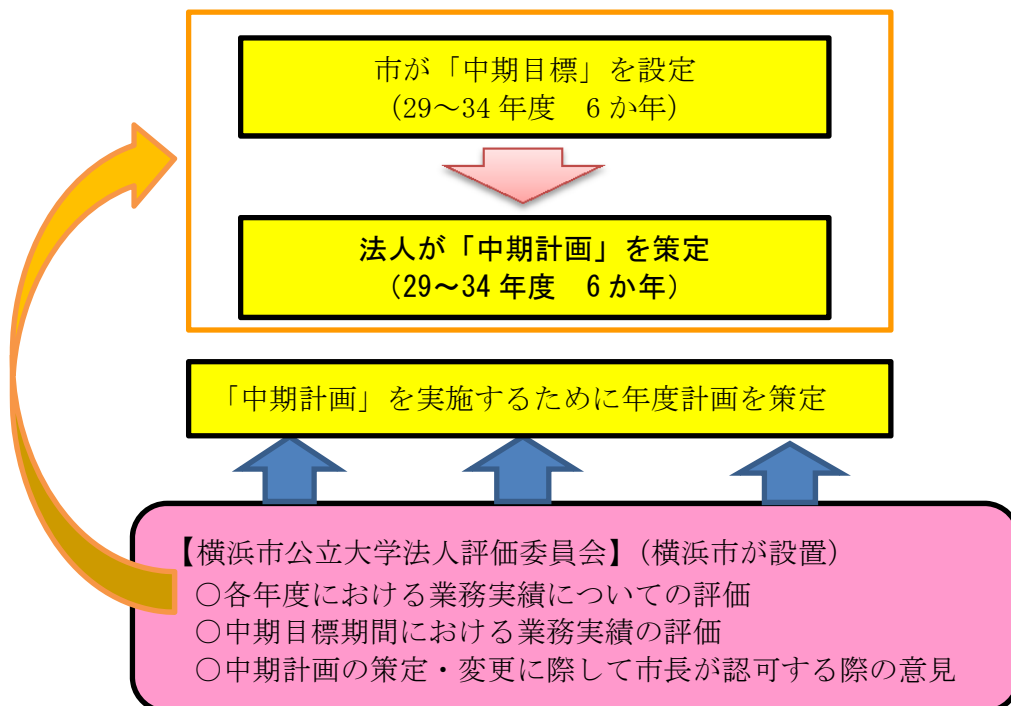 市が「中期目標」を設定
（29～34 年度　6 か年）
法人が「中期計画」を策定
（29～34 年度　6 か年）
「中期計画」を実施するために年度計画を策定
【横浜市公立大学法人評価委員会】（横浜市が設置）
○各年度における業務実績についての評価
○中期目標期間における業務実績の評価
○中期計画の策定・変更に際して市長が認可する際の意見